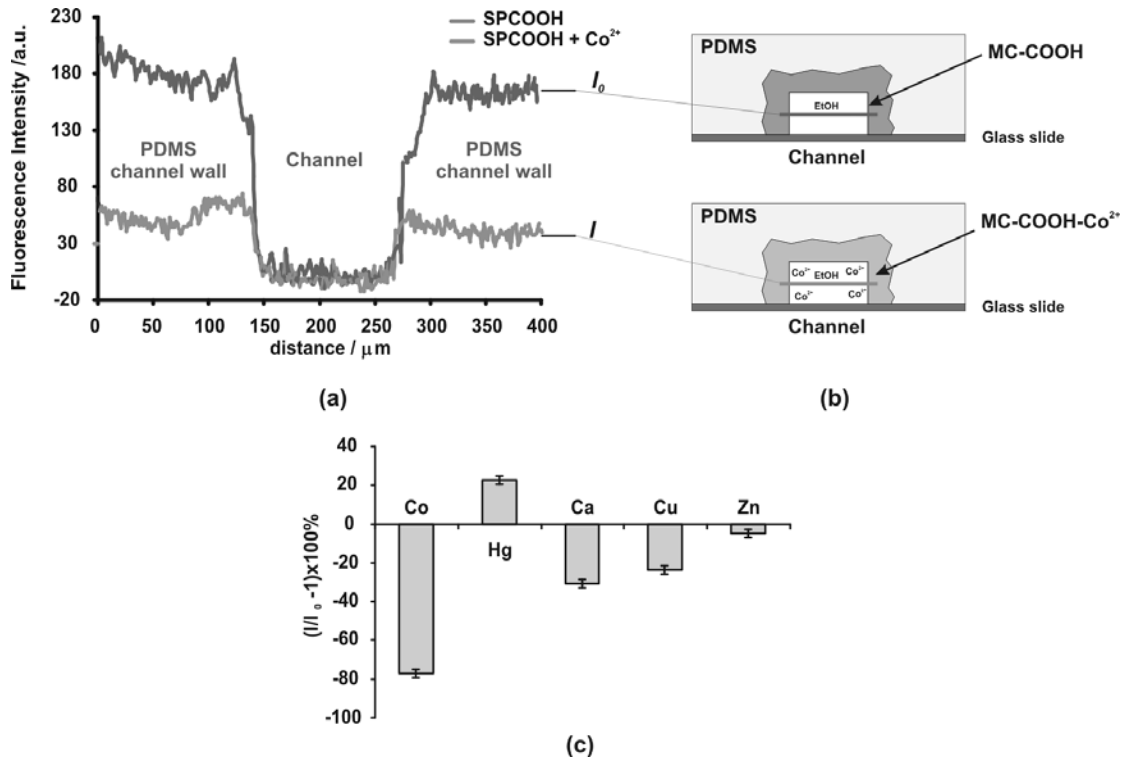 230
180
130
80
30
-20
Fluorescence Intensity /a.u.
SPCOOH
SPCOOH + Co²⁺
PDMS
channel wall
Channel
PDMS
channel wall
I₀
I
0 50 100 150 200 250 300 350 400
distance / μm
(a)
PDMS
MC-COOH
EtOH
Glass slide
Channel
PDMS
MC-COOH-Co²⁺
Co²⁺ EtOH Co²⁺
Co²⁺ Co²⁺
Glass slide
Channel
(b)
40
20
0
-20
-40
-60
-80
-100
(I/I₀ -1)x100%
Co Ca Cu Zn
Hg
(c)